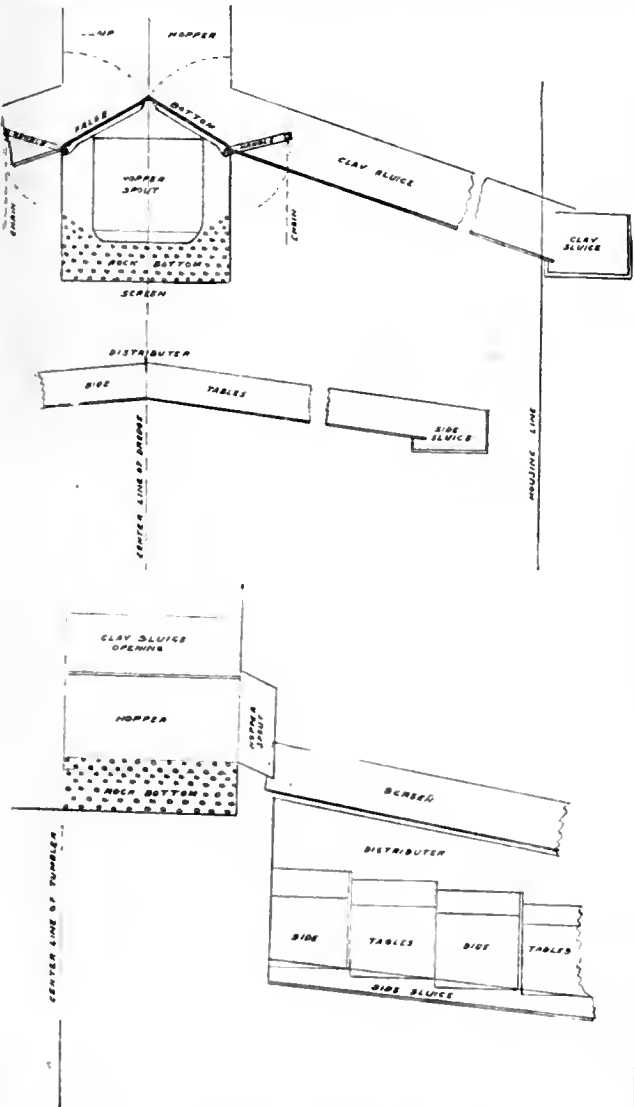 HOPPER
FALSE BOTTOM
HANDLE
CHAIN
HOPPER
SPOUT
ROCK BOTTOM
CHAIN
CLAY SLUICE
CLAY
SLUICE
SCREEN
DISTRIBUTER
SIDE TABLES
SIDE
SLUICE
CENTER LINE OF DREDGE
HOUSING LINE
CLAY SLUICE
OPENING
HOPPER
HOPPER
SPOUT
ROCK BOTTOM
SCREEN
DISTRIBUTER
SIDE TABLES SIDE TABLES
SIDE SLUICE
CENTER LINE OF TUMBLER